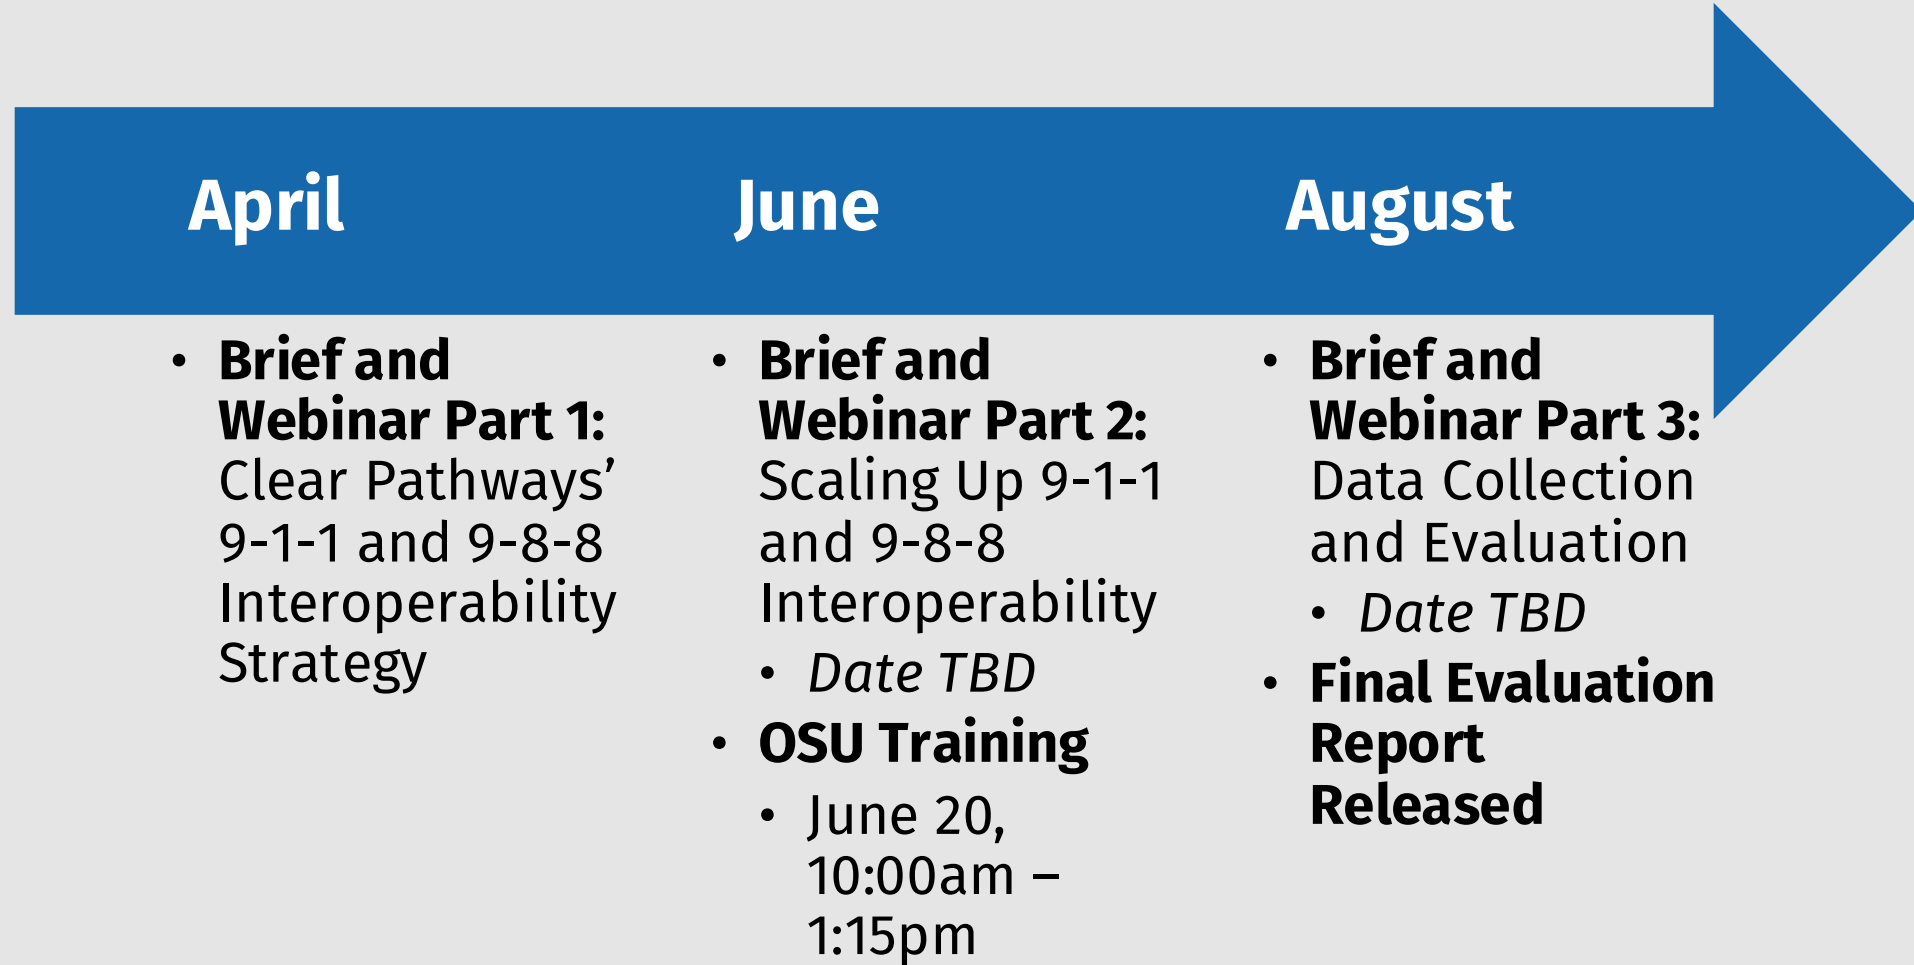 April
June
August
• Brief and
Webinar Part 1:
Clear Pathways’
9-1-1 and 9-8-8
Interoperability
Strategy
• Brief and
Webinar Part 2:
Scaling Up 9-1-1
and 9-8-8
Interoperability
• Date TBD
• OSU Training
• June 20,
10:00am –
1:15pm
• Brief and
Webinar Part 3:
Data Collection
and Evaluation
• Date TBD
• Final Evaluation
Report
Released